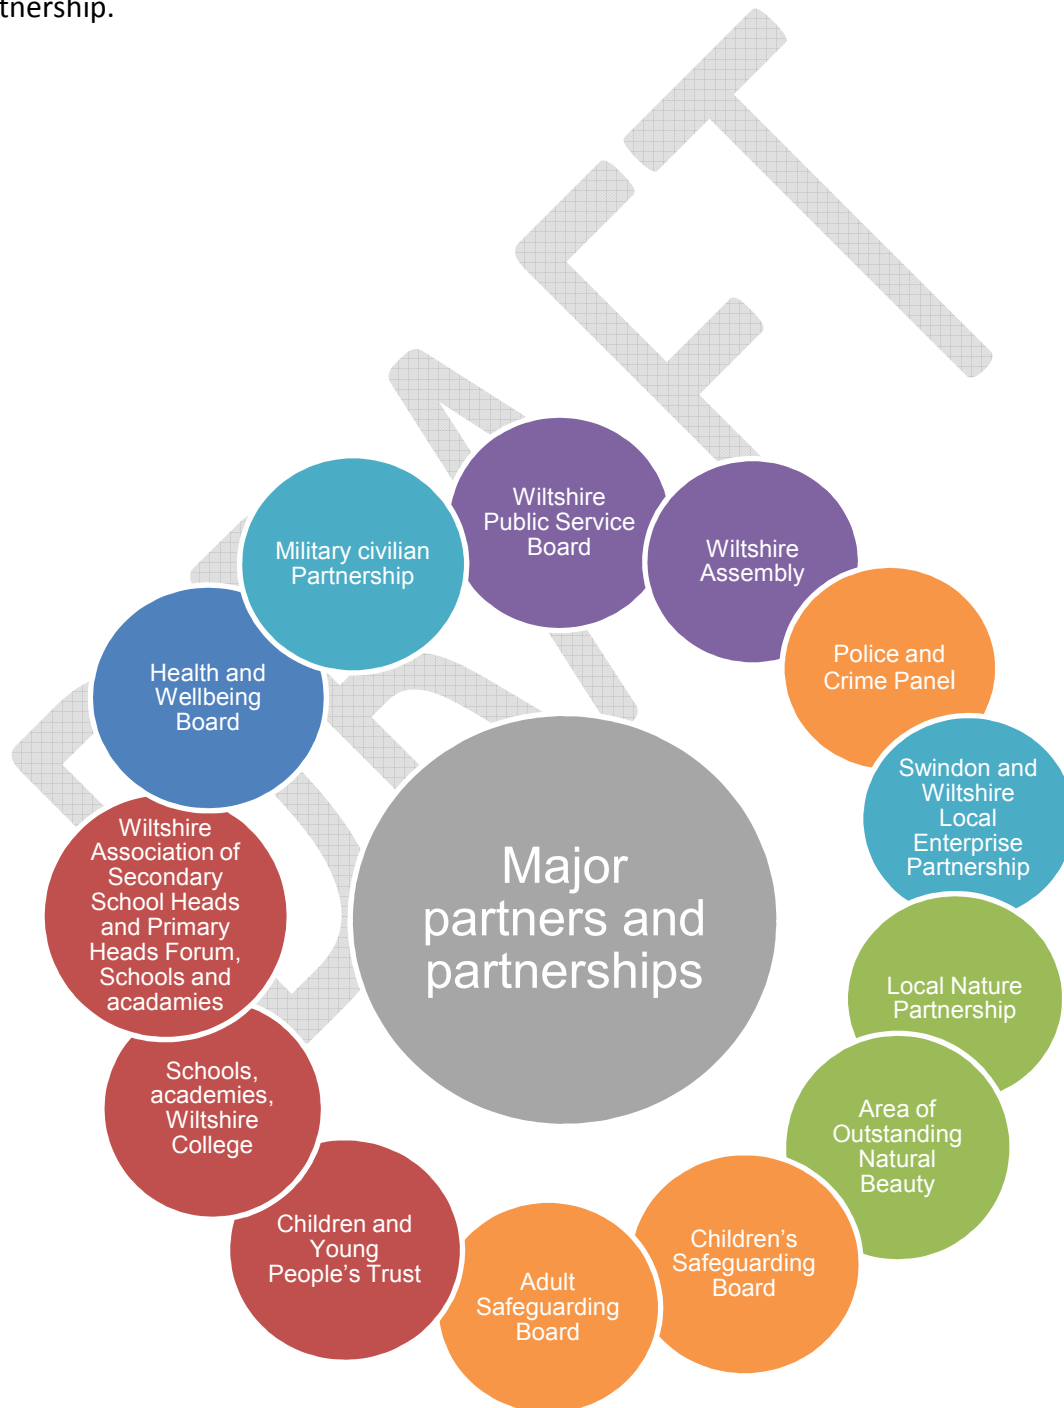 tnership.
DRAFT
Wiltshire
Public Service
Board
Wiltshire
Assembly
Police and
Crime Panel
Swindon and
Wiltshire
Local
Enterprise
Partnership
Local Nature
Partnership
Area of
Outstanding
Natural
Beauty
Children’s
Safeguarding
Board
Adult
Safeguarding
Board
Children and
Young
People’s Trust
Schools,
academies,
Wiltshire
College
Wiltshire
Association of
Secondary
School Heads
and Primary
Heads Forum,
Schools and
acadamies
Health and
Wellbeing
Board
Military civilian
Partnership
Major
partners and
partnerships